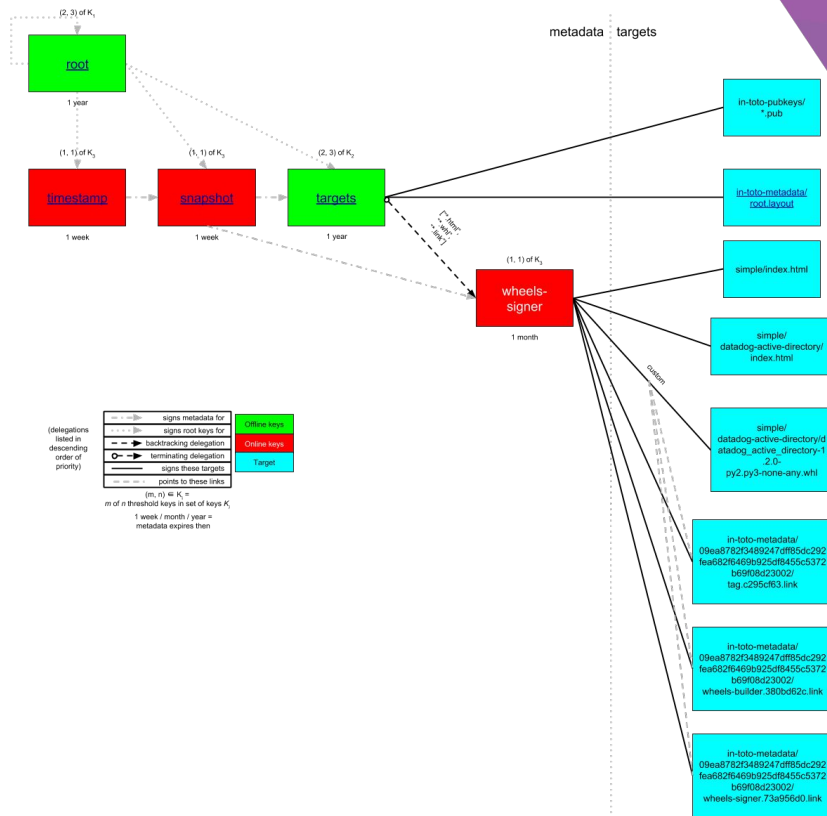 (2, 3) of K₁
metadata
targets
root
1 year
in-toto-pubkeys/
*.pub
(1, 1) of K₃
(1, 1) of K₃
(2, 3) of K₂
timestamp
snapshot
targets
1 week
1 week
1 year
in-toto-metadata/
root.layout
["*.html",
"*.whl",
"*.link"]
(1, 1) of K₃
wheels-
signer
1 month
simple/index.html
simple/
datadog-active-directory/
index.html
custom
simple/
datadog-active-directory/d
atadog_active_directory-1
.2.0-
py2.py3-none-any.whl
(delegations
listed in
descending
order of
priority)
signs metadata for
signs root keys for
backtracking delegation
terminating delegation
signs these targets
points to these links
Offline keys
Online keys
Target
(m, n) ∈ Kⱼ =
m of n threshold keys in set of keys Kⱼ
1 week / month / year =
metadata expires then
in-toto-metadata/
09ea8782f3489247dff85dc292
fea682f6469b925df8455c5372
b69f08d23002/
tag.c295cf63.link
in-toto-metadata/
09ea8782f3489247dff85dc292
fea682f6469b925df8455c5372
b69f08d23002/
wheels-builder.380bd62c.link
in-toto-metadata/
09ea8782f3489247dff85dc292
fea682f6469b925df8455c5372
b69f08d23002/
wheels-signer.73a956d0.link